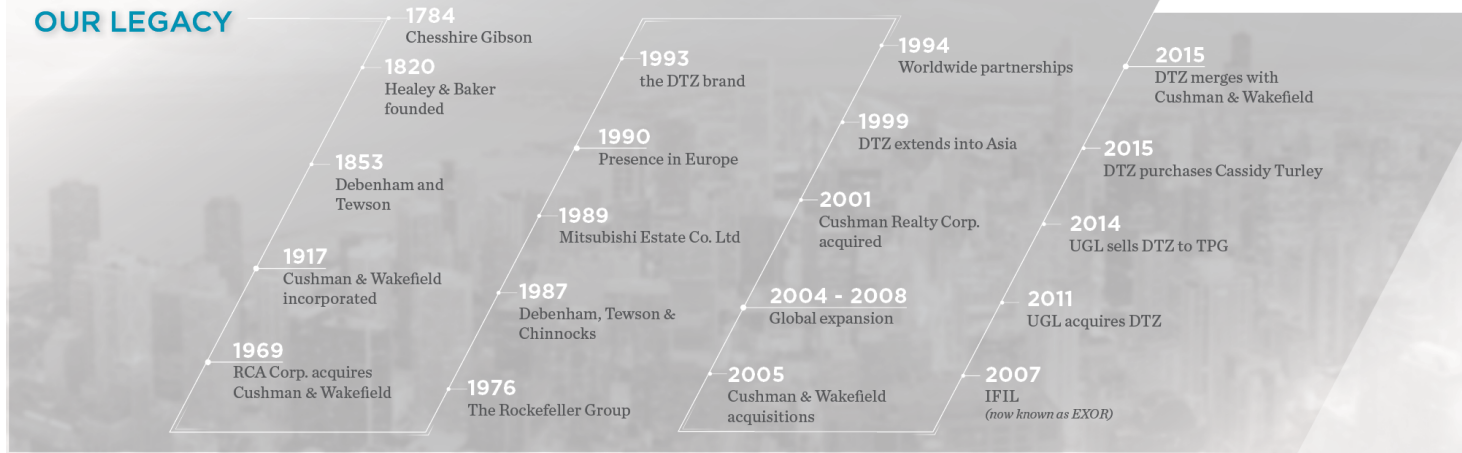 OUR LEGACY
1784
Chesshire Gibson
1820
Healey & Baker
founded
1853
Debenham and
Tewson
1917
Cushman & Wakefield
incorporated
1969
RCA Corp. acquires
Cushman & Wakefield
1976
The Rockefeller Group
1987
Debenham, Tewson &
Chinnocks
1989
Mitsubishi Estate Co. Ltd
1990
Presence in Europe
1993
the DTZ brand
1994
Worldwide partnerships
1999
DTZ extends into Asia
2001
Cushman Realty Corp.
acquired
2004 - 2008
Global expansion
2005
Cushman & Wakefield
acquisitions
2007
IFIL
(now known as EXOR)
2011
UGL acquires DTZ
2014
UGL sells DTZ to TPG
2015
DTZ purchases Cassidy Turley
2015
DTZ merges with
Cushman & Wakefield